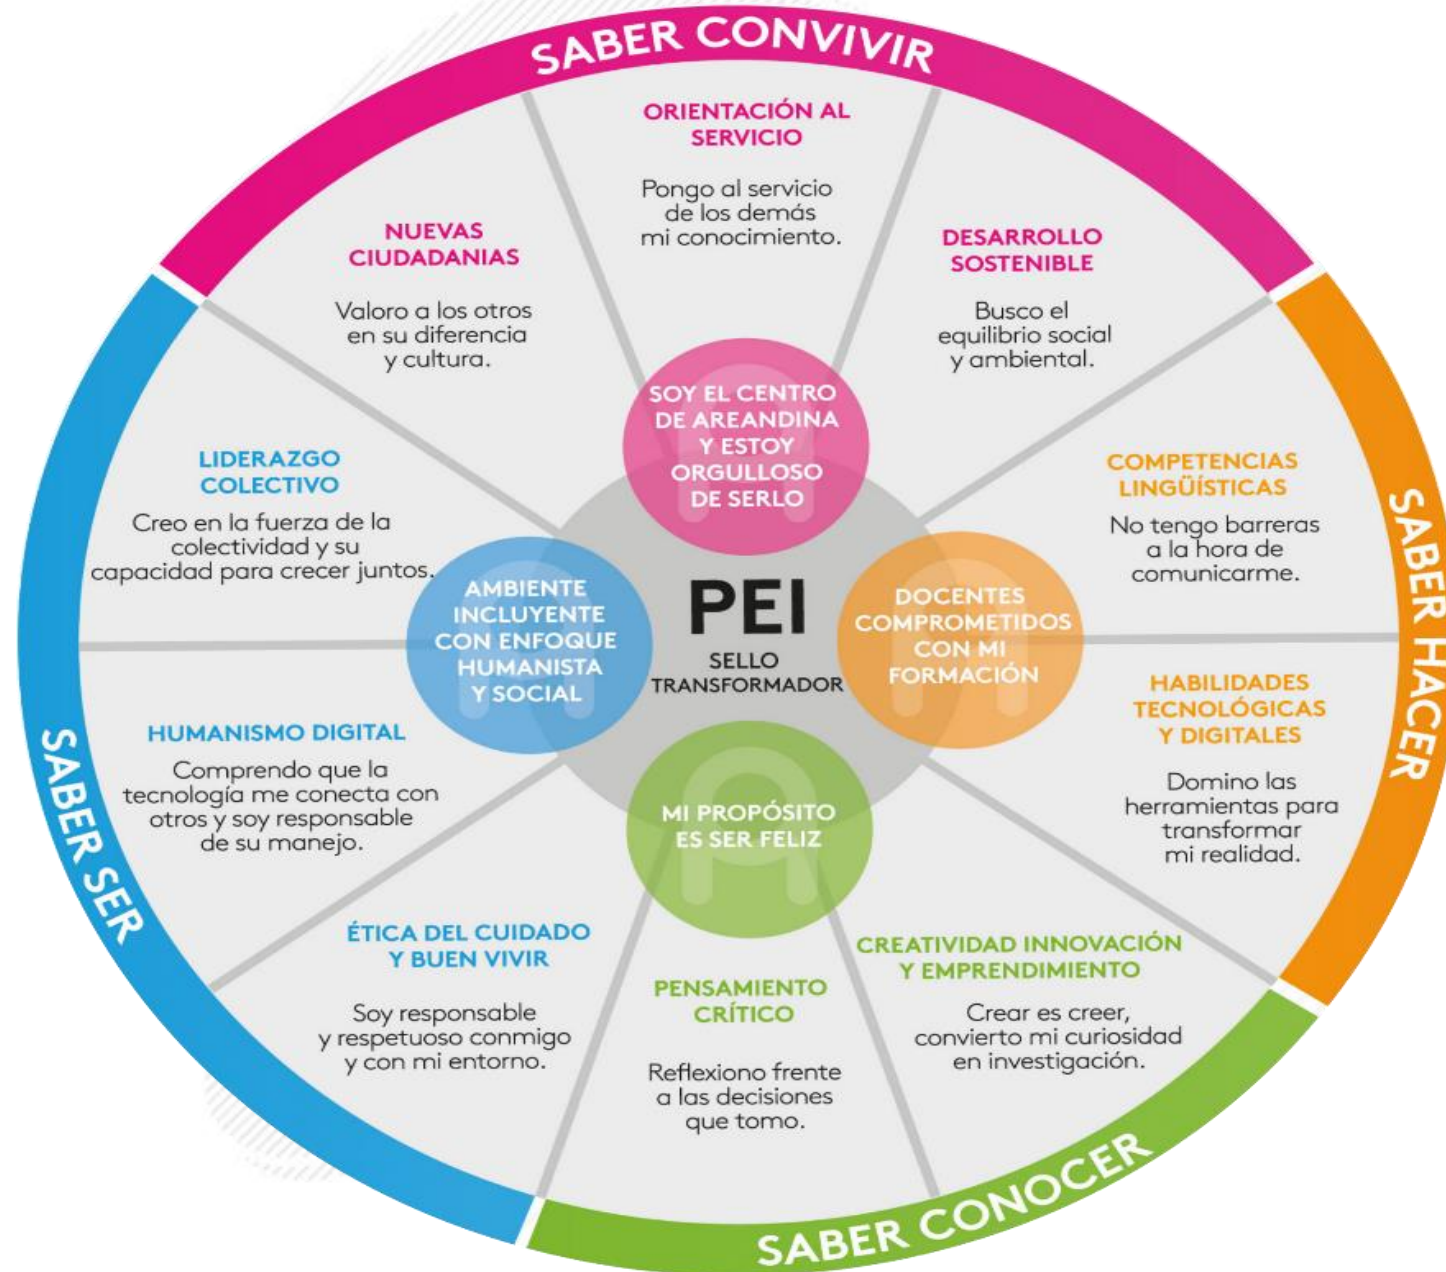 SABER CONVIVIR
ORIENTACIÓN AL
SERVICIO
Pongo al servicio
de los demás
mi conocimiento.
NUEVAS
CIUDADANIAS
Valoro a los otros
en su diferencia
y cultura.
DESARROLLO
SOSTENIBLE
Busco el
equilibrio social
y ambiental.
SOY EL CENTRO
DE AREANDINA
Y ESTOY
ORGULLOSO
DE SERLO
SABER HACER
COMPETENCIAS
LINGÜÍSTICAS
No tengo barreras
a la hora de
comunicarme.
DOCENTES
COMPROMETIDOS
CON MI
FORMACIÓN
HABILIDADES
TECNOLÓGICAS
Y DIGITALES
Domino las
herramientas para
transformar
mi realidad.
PEI
SELLO
TRANSFORMADOR
LIDERAZGO
COLECTIVO
Creo en la fuerza de la
colectividad y su
capacidad para crecer juntos.
AMBIENTE
INCLUYENTE
CON ENFOQUE
HUMANISTA
Y SOCIAL
SABER SER
HUMANISMO DIGITAL
Comprendo que la
tecnología me conecta con
otros y soy responsable
de su manejo.
ÉTICA DEL CUIDADO
Y BUEN VIVIR
Soy responsable
y respetuoso conmigo
y con mi entorno.
MI PROPÓSITO
ES SER FELIZ
PENSAMIENTO
CRÍTICO
Reflexiono frente
a las decisiones
que tomo.
CREATIVIDAD INNOVACIÓN
Y EMPRENDIMIENTO
Crear es creer,
convierto mi curiosidad
en investigación.
SABER CONOCER